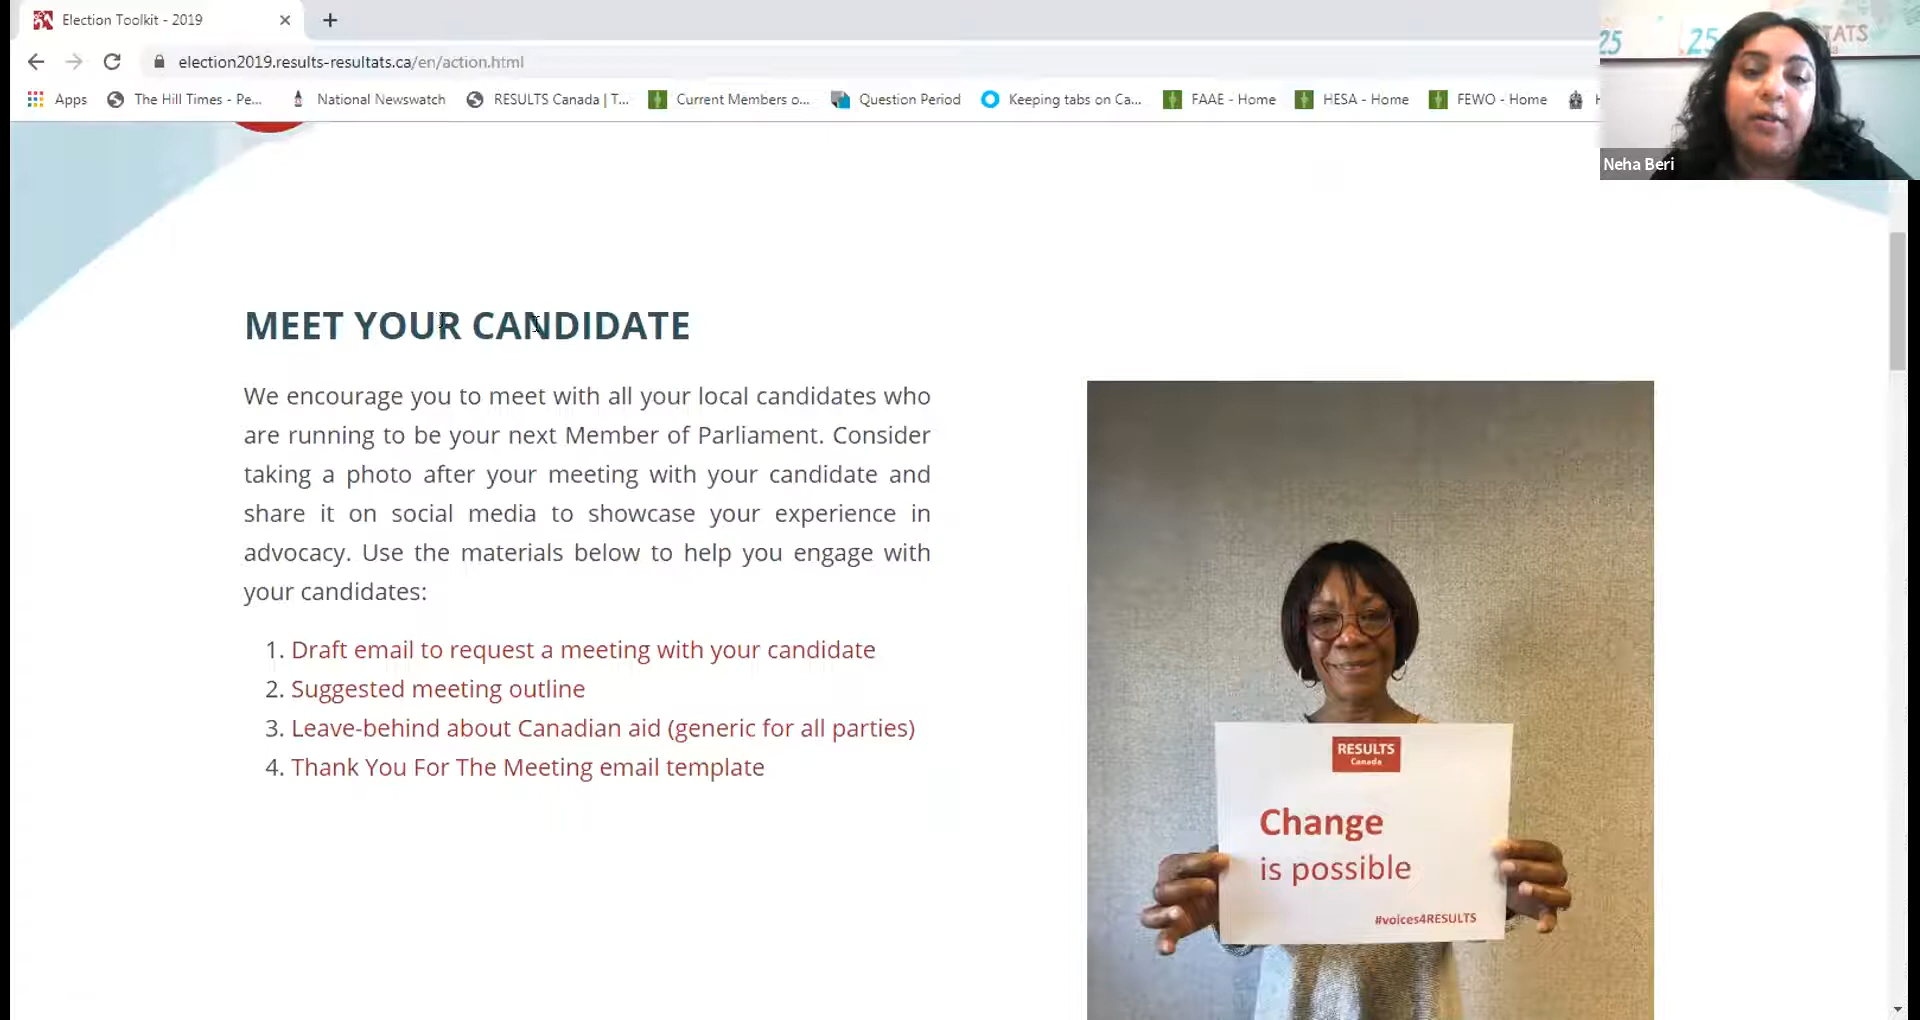 Election Toolkit - 2019
election2019.results-resultats.ca/en/action.html
Apps The Hill Times - Pe... National Newswatch RESULTS Canada | T... Current Members o... Question Period Keeping tabs on Ca... FAAE - Home HESA - Home FEWO - Home
25 25 TATS
Neha Beri
MEET YOUR CANDIDATE
We encourage you to meet with all your local candidates who
are running to be your next Member of Parliament. Consider
taking a photo after your meeting with your candidate and
share it on social media to showcase your experience in
advocacy. Use the materials below to help you engage with
your candidates:
1. Draft email to request a meeting with your candidate
2. Suggested meeting outline
3. Leave-behind about Canadian aid (generic for all parties)
4. Thank You For The Meeting email template
RESULTS
Canada
Change
is possible
#voices4RESULTS